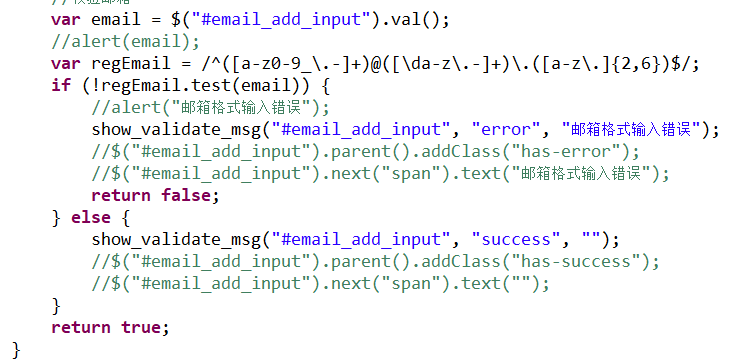 var email = $("#email_add_input").val();
//alert(email);
var regEmail = /^([a-z0-9_\.-]+)@([\da-z\.-]+)\.([a-z\.]{2,6})$/;
if (!regEmail.test(email)) {
//alert("邮箱格式输入错误");
show_validate_msg("#email_add_input", "error", "邮箱格式输入错误");
//$("#email_add_input").parent().addClass("has-error");
//$("#email_add_input").next("span").text("邮箱格式输入错误");
return false;
} else {
show_validate_msg("#email_add_input", "success", "");
//$("#email_add_input").parent().addClass("has-success");
//$("#email_add_input").next("span").text("");
}
return true;
}